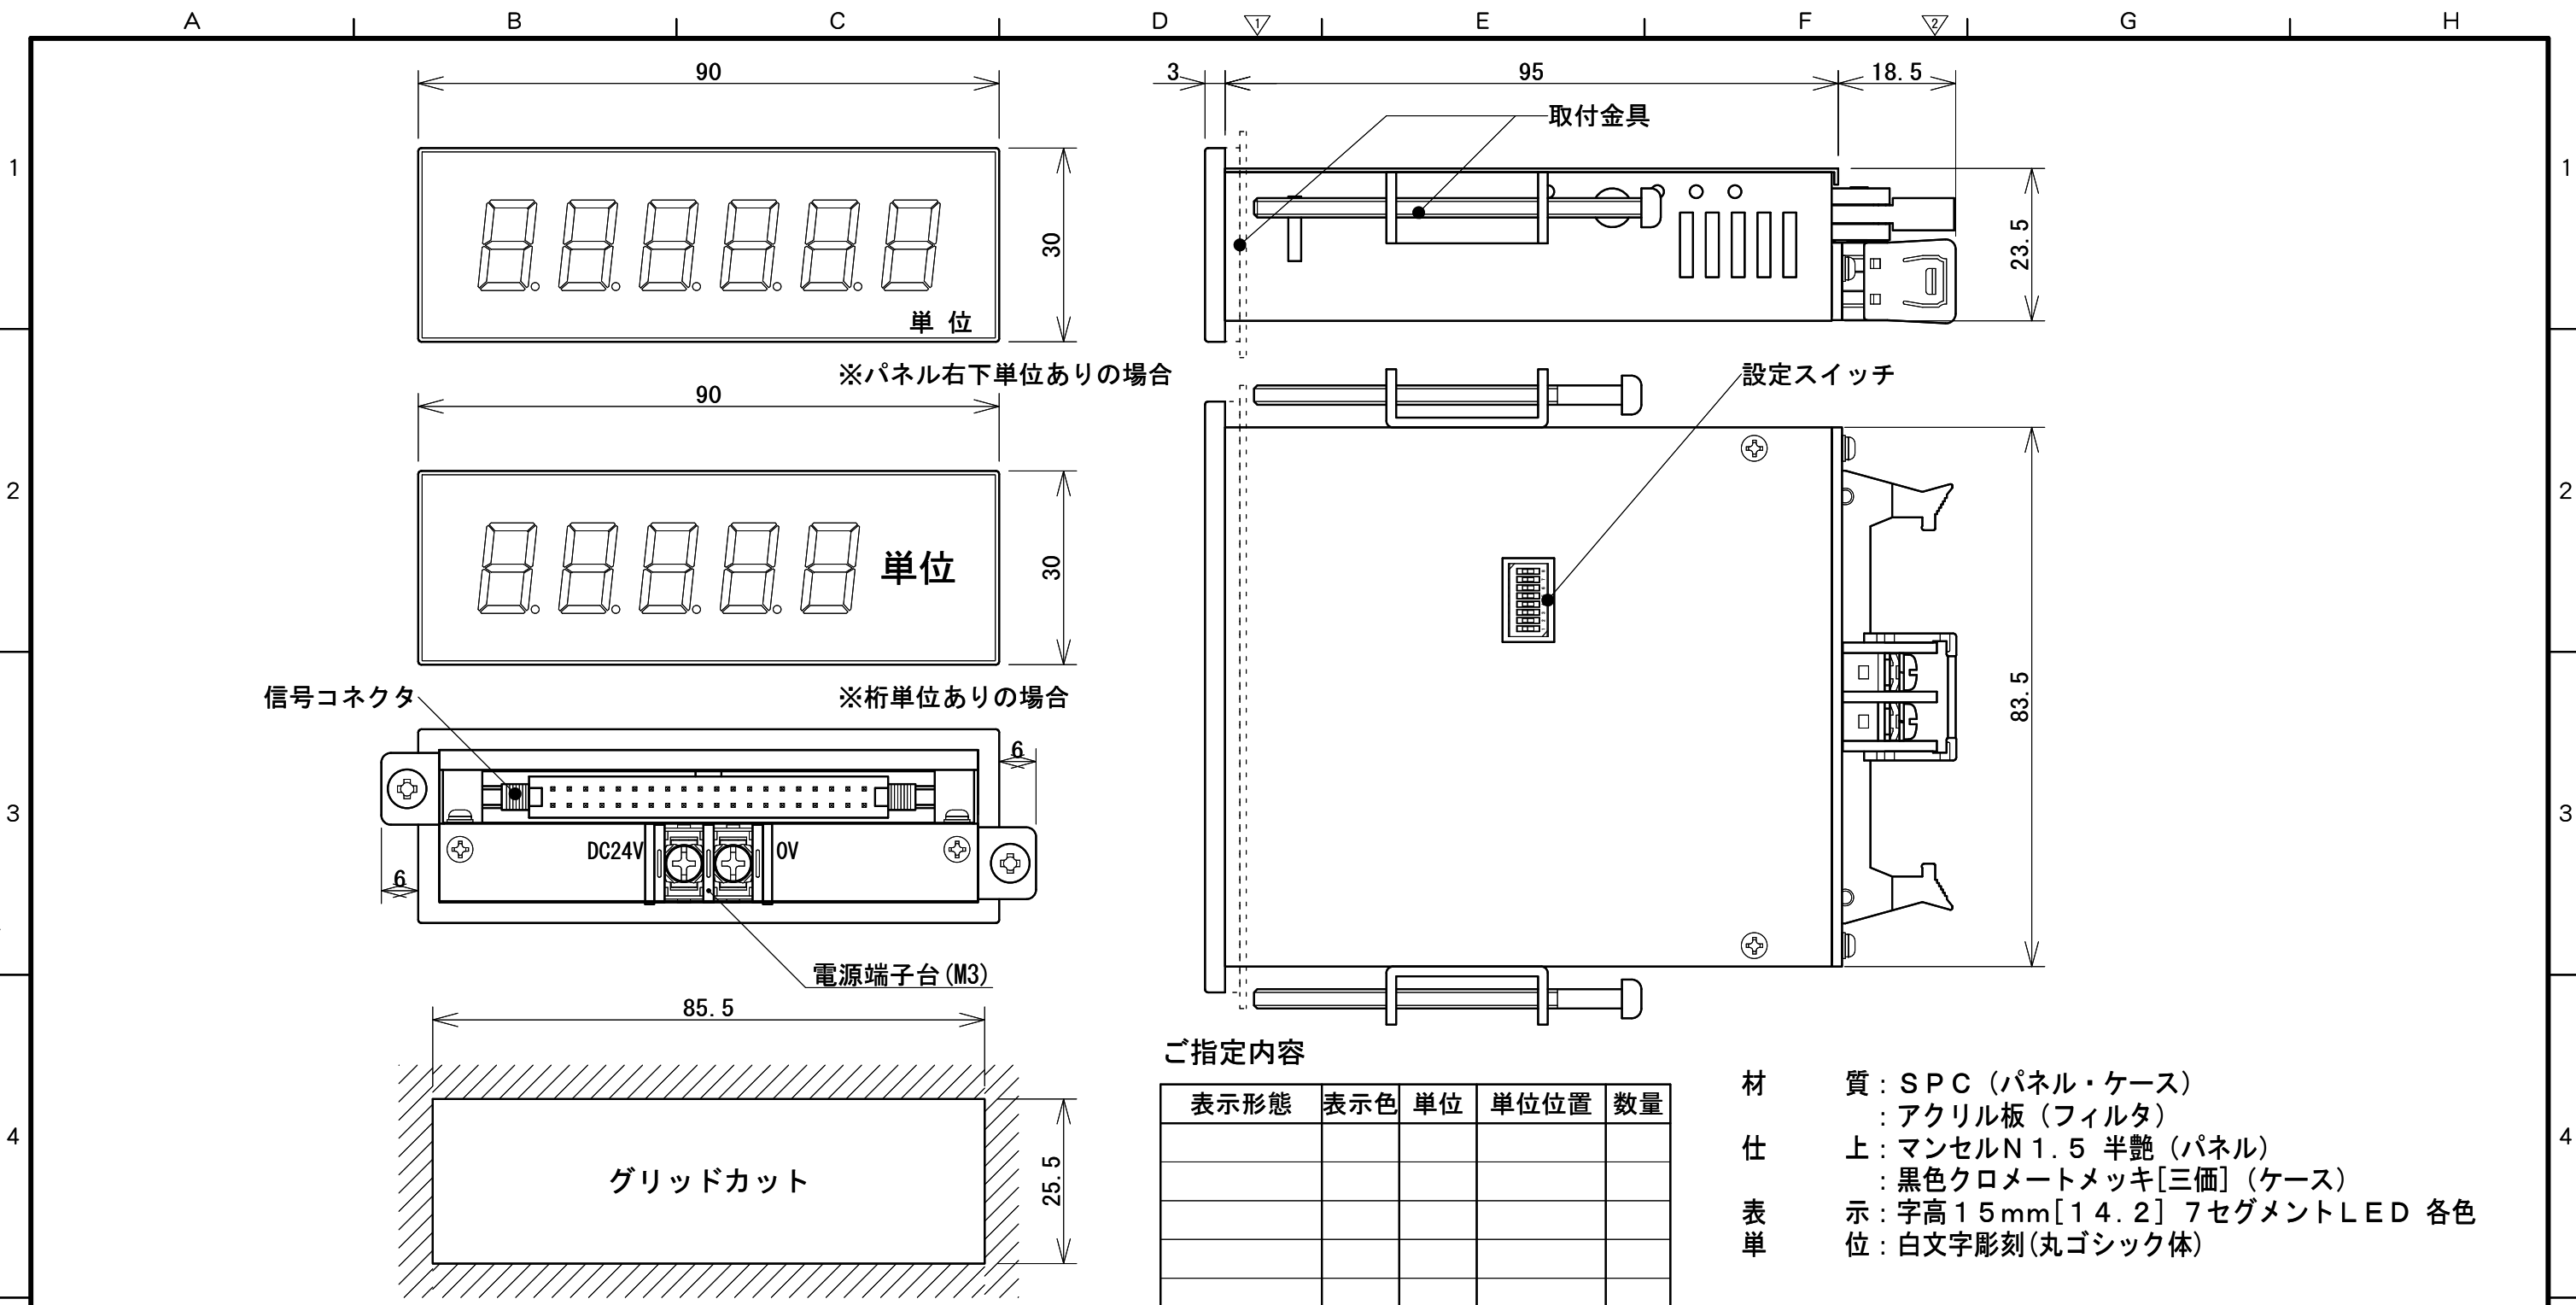 A B C D 1 E F 2 G H
90
3 95 18.5
取付金具
1 1
30
23.5
単 位
※パネル右下単位ありの場合
設定スイッチ
90
2 2
単位
30
83.5
信号コネクタ
※桁単位ありの場合
6
3 3
DC24V 0V
6
電源端子台(M3)
85.5
ご指定内容
表示形態 表示色 単位 単位位置 数量
材 質:SPC(パネル・ケース)
:アクリル板(フィルタ)
4 4
仕 上:マンセルN1.5 半艶(パネル)
グリッドカット
25.5
:黒色クロメートメッキ[三価](ケース)
表 示:字高15mm[14.2] 7セグメントLED 各色
単 位:白文字彫刻(丸ゴシック体)